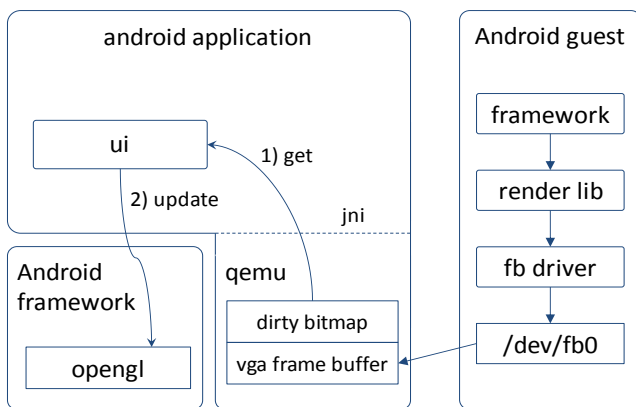 android application
ui
1) get
2) update
jni
Android
framework
opengl
qemu
dirty bitmap
vga frame buffer
Android guest
framework
render lib
fb driver
/dev/fb0